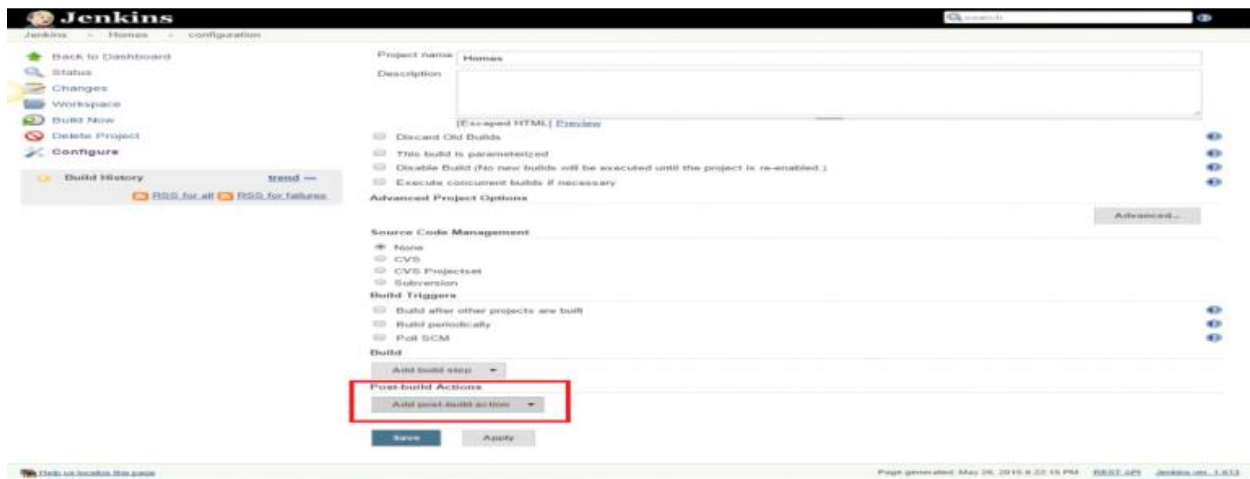 Jenkins
search
Jenkins > Homes > configuration
Back to Dashboard
Status
Changes
Workspace
Build Now
Delete Project
Configure
Build History
trend
RSS for all RSS for failures
Project name Homes
Description
[Escaped HTML] Preview
Discard Old Builds
This build is parameterized
Disable Build (No new builds will be executed until the project is re-enabled.)
Execute concurrent builds if necessary
Advanced Project Options
Advanced...
Source Code Management
None
CVS
CVS Projectset
Subversion
Build Triggers
Build after other projects are built
Build periodically
Poll SCM
Build
Add build step
Post-build Actions
Add post-build action
Save Apply
Help us localize this page
Page generated: May 26, 2015 6:22:15 PM REST API Jenkins ver. 1.613